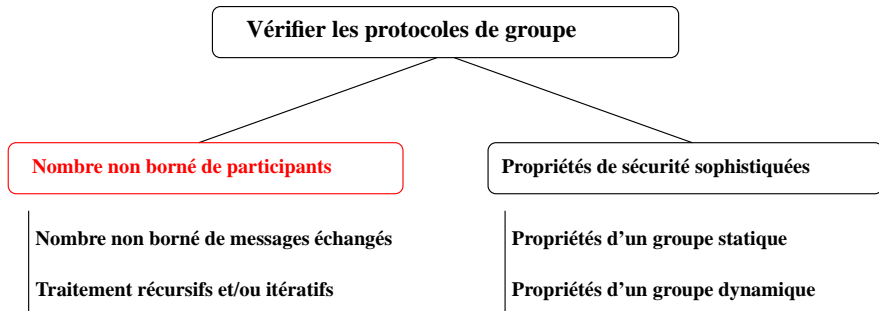 Vérifier les protocoles de groupe
Nombre non borné de participants
Propriétés de sécurité sophistiquées
Nombre non borné de messages échangés
Traitement récursifs et/ou itératifs
Propriétés d'un groupe statique
Propriétés d'un groupe dynamique